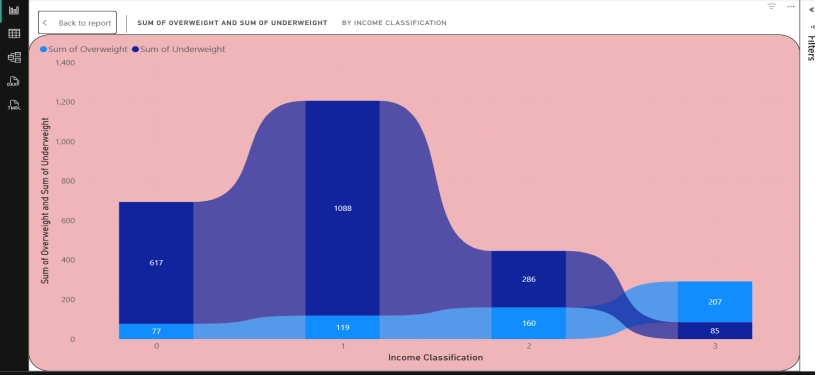 Back to report
SUM OF OVERWEIGHT AND SUM OF UNDERWEIGHT BY INCOME CLASSIFICATION
Filters
Sum of Overweight Sum of Underweight
Sum of Overweight and Sum of Underweight
1,400
1,200
1,000
800
600
400
200
0
617
77
1088
119
286
160
207
85
0 1 2 3
Income Classification
TMDL